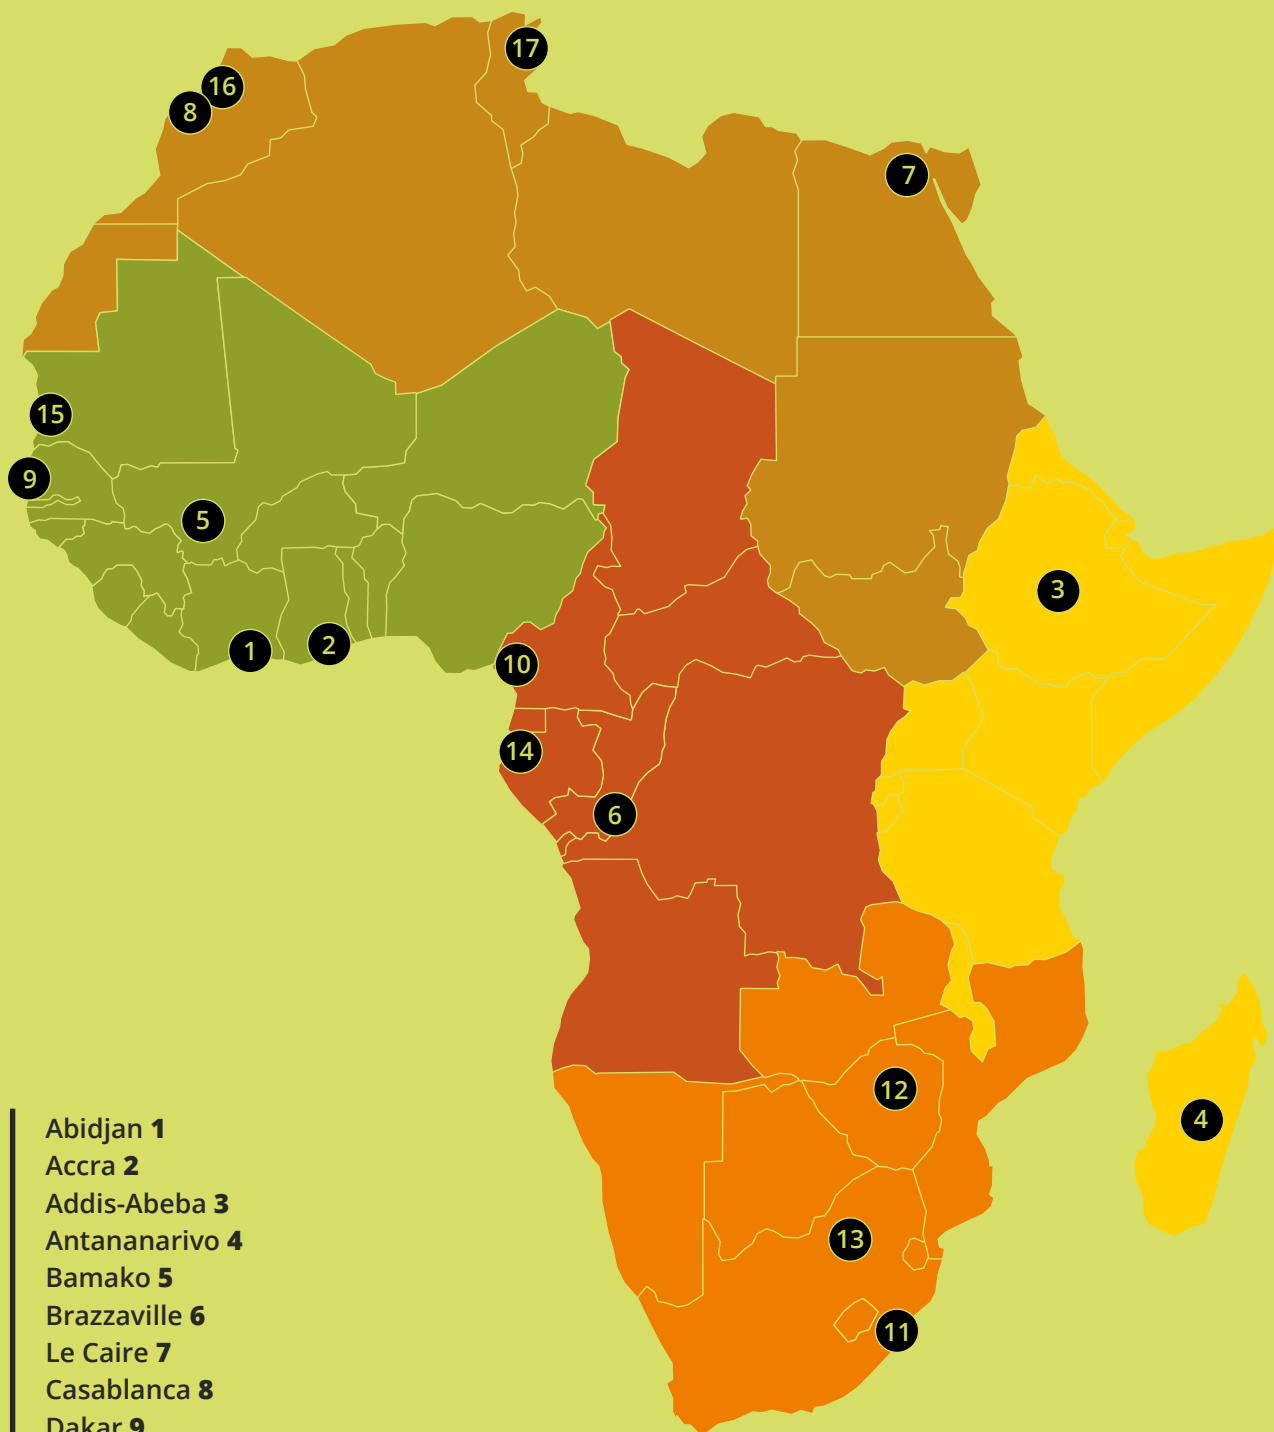 17
16
8
7
15
9
5
3
1
2
10
14
6
12
4
13
11
Abidjan 1
Accra 2
Addis-Abeba 3
Antananarivo 4
Bamako 5
Brazzaville 6
Le Caire 7
Casablanca 8
Dakar 9